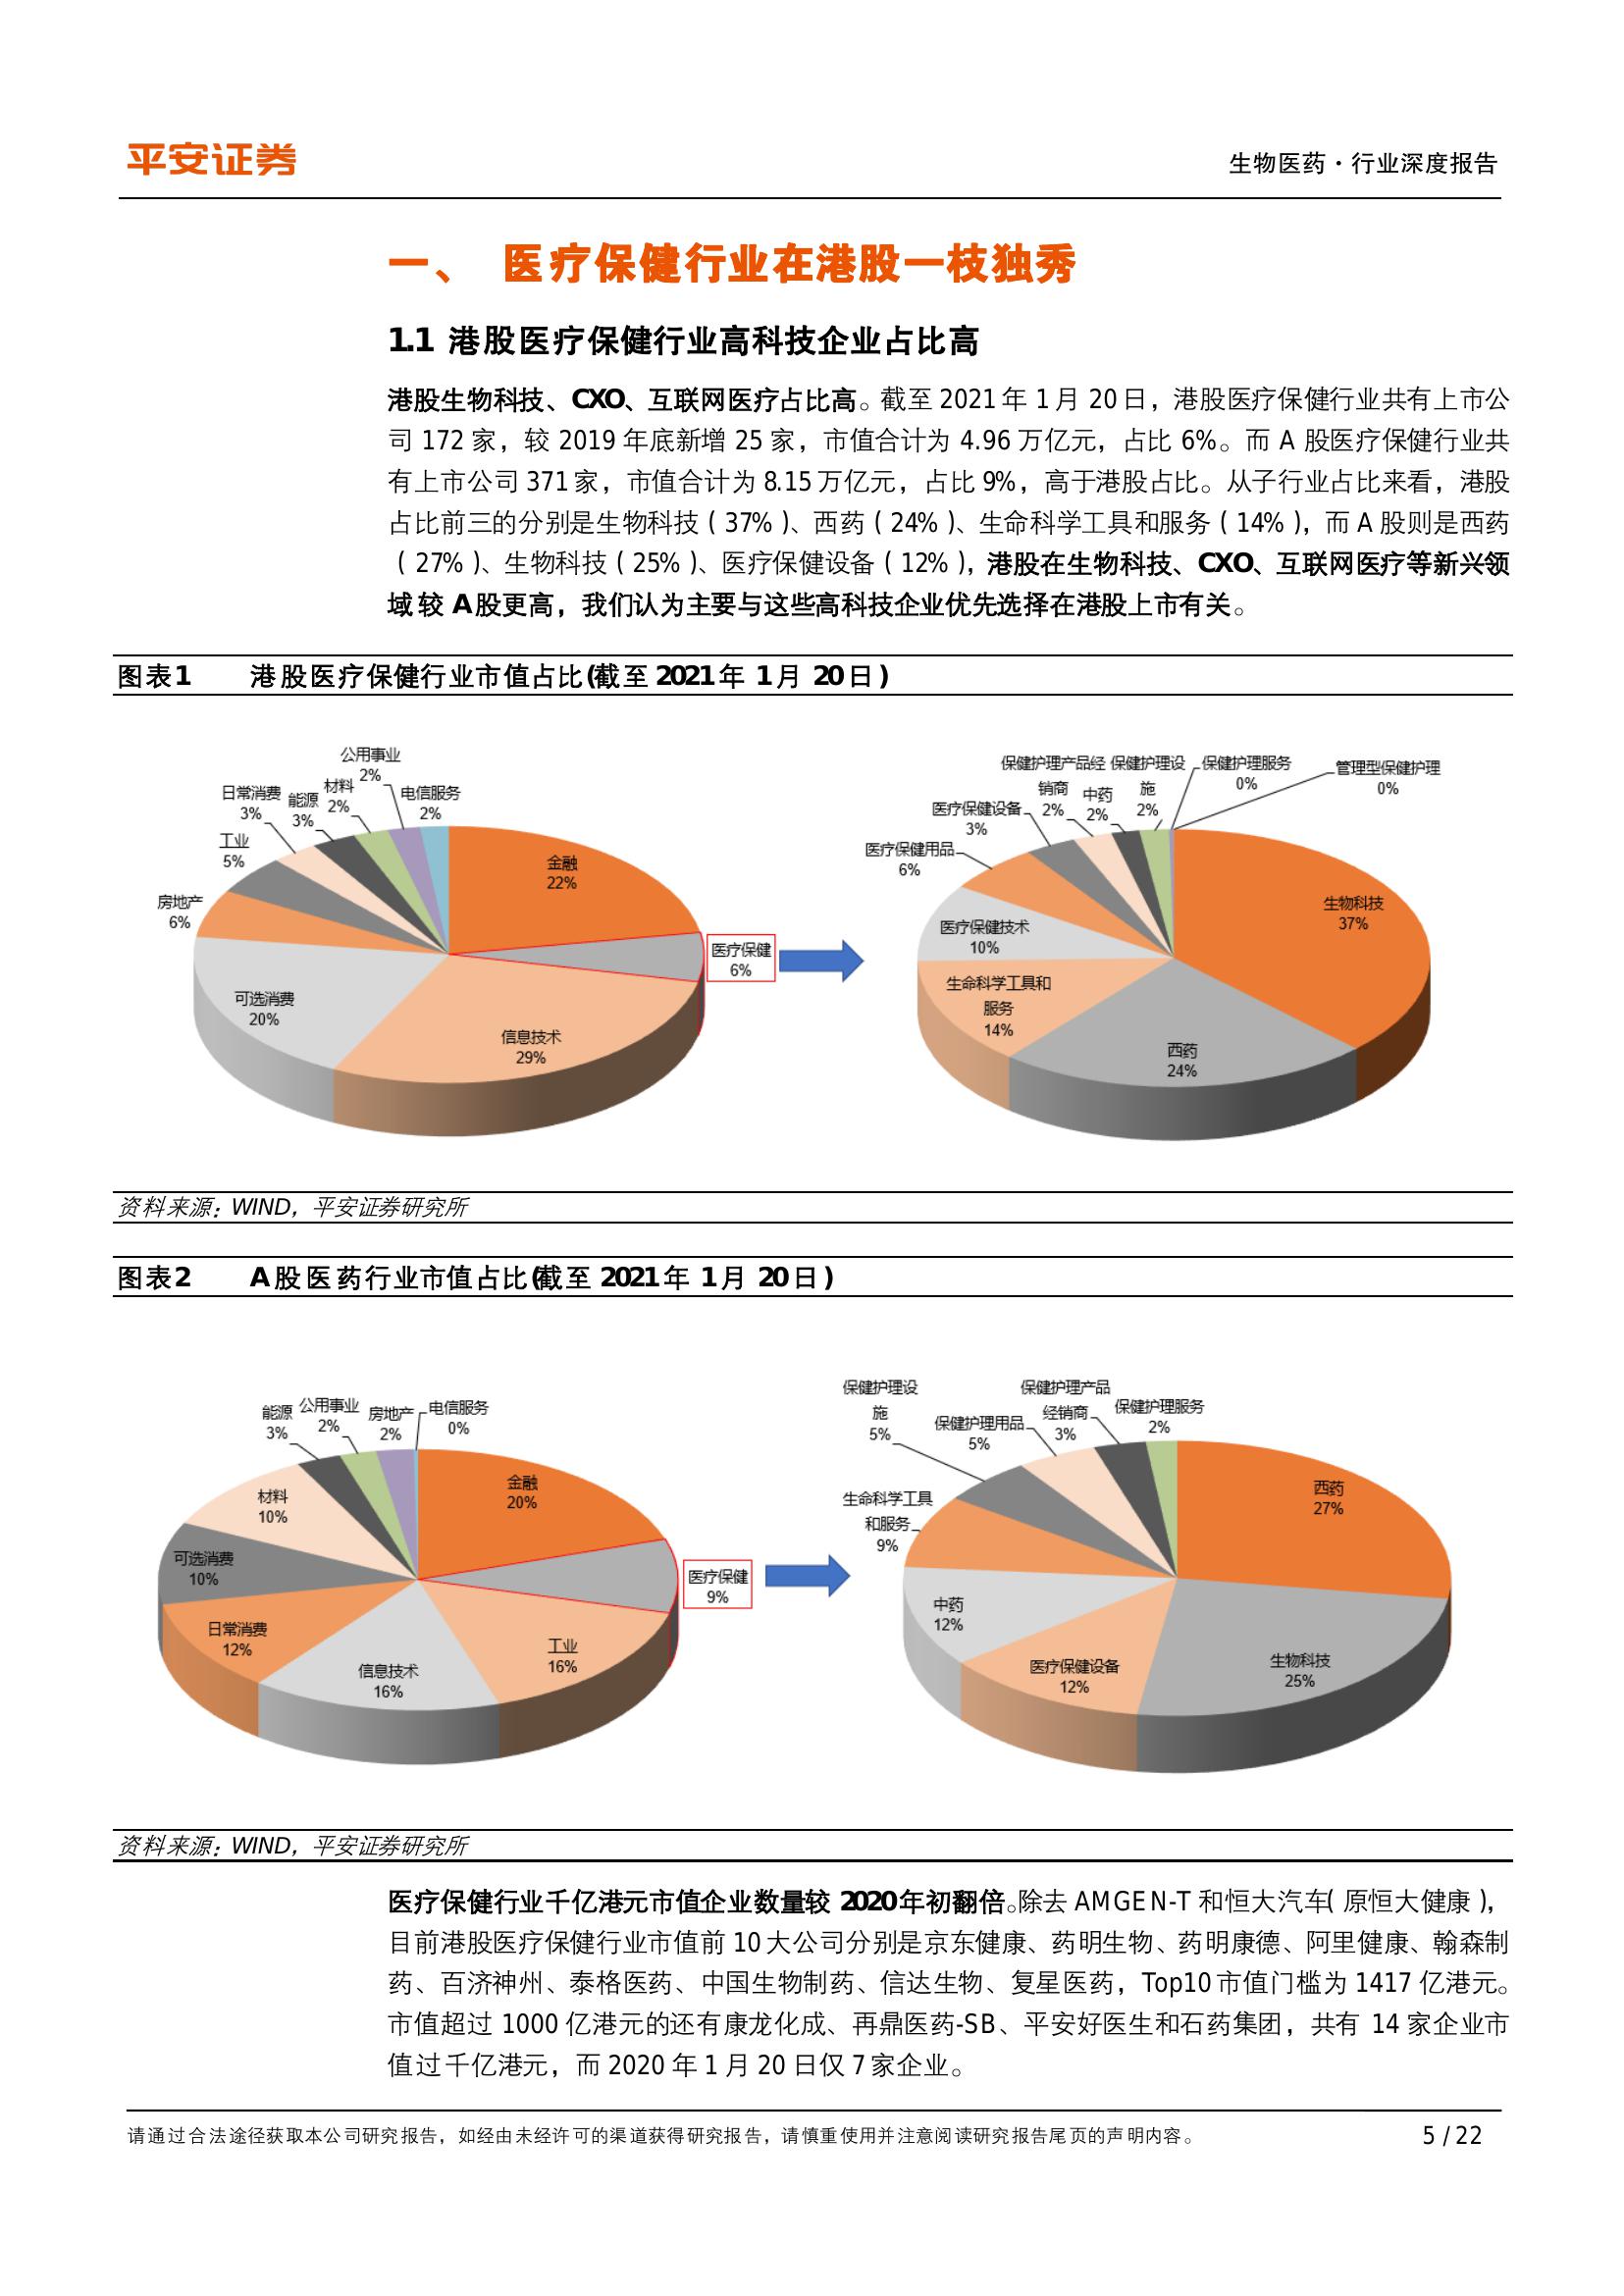 平安证券
生物医药·行业深度报告
一、 医疗保健行业在港股一枝独秀
1.1 港股医疗保健行业高科技企业占比高
港股生物科技、CXO、互联网医疗占比高。截至 2021 年 1 月 20 日，港股医疗保健行业共有上市公
司 172 家，较 2019 年底新增 25 家，市值合计为 4.96 万亿元，占比 6%。而 A 股医疗保健行业共
有上市公司 371 家，市值合计为 8.15 万亿元，占比 9%，高于港股占比。从子行业占比来看，港股
占比前三的分别是生物科技（37%）、西药（24%）、生命科学工具和服务（14%），而 A 股则是西药
（27%）、生物科技（25%）、医疗保健设备（12%），港股在生物科技、CXO、互联网医疗等新兴领
域较 A 股更高，我们认为主要与这些高科技企业优先选择在港股上市有关。
图表1 港股医疗保健行业市值占比(截至 2021 年 1 月 20 日)
公用事业
2%
材料
2%
电信服务
2%
日常消费
3%
能源
3%
工业
5%
房地产
6%
金融
22%
医疗保健
6%
可选消费
20%
信息技术
29%
保健护理产品经
销商
2%
保健护理设
施
2%
保健护理服务
0%
管理型保健护理
0%
中药
2%
医疗保健设备
3%
医疗保健用品
6%
生物科技
37%
医疗保健技术
10%
生命科学工具和
服务
14%
西药
24%
资料来源：WIND，平安证券研究所
图表2 A 股医药行业市值占比(截至 2021 年 1 月 20 日)
能源
3%
公用事业
2%
房地产
2%
电信服务
0%
金融
20%
材料
10%
可选消费
10%
医疗保健
9%
日常消费
12%
信息技术
16%
工业
16%
保健护理设
施
5%
保健护理用品
5%
保健护理产品
经销商
3%
保健护理服务
2%
生命科学工具
和服务
9%
西药
27%
中药
12%
医疗保健设备
12%
生物科技
25%
资料来源：WIND，平安证券研究所
医疗保健行业千亿港元市值企业数量较 2020 年初翻倍。除去 AMGEN-T 和恒大汽车（原恒大健康），
目前港股医疗保健行业市值前 10 大公司分别是京东健康、药明生物、药明康德、阿里健康、翰森制
药、百济神州、泰格医药、中国生物制药、信达生物、复星医药，Top10 市值门槛为 1417 亿港元。
市值超过 1000 亿港元的还有康龙化成、再鼎医药-SB、平安好医生和石药集团，共有 14 家企业市
值过千亿港元，而 2020 年 1 月 20 日仅 7 家企业。
请通过合法途径获取本公司研究报告，如经由未经许可的渠道获得研究报告，请慎重使用并注意阅读研究报告尾页的声明内容。
5 / 22